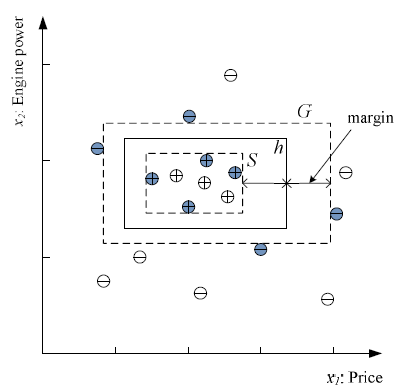 x₂: Engine power
G
margin
h
S
x₁: Price